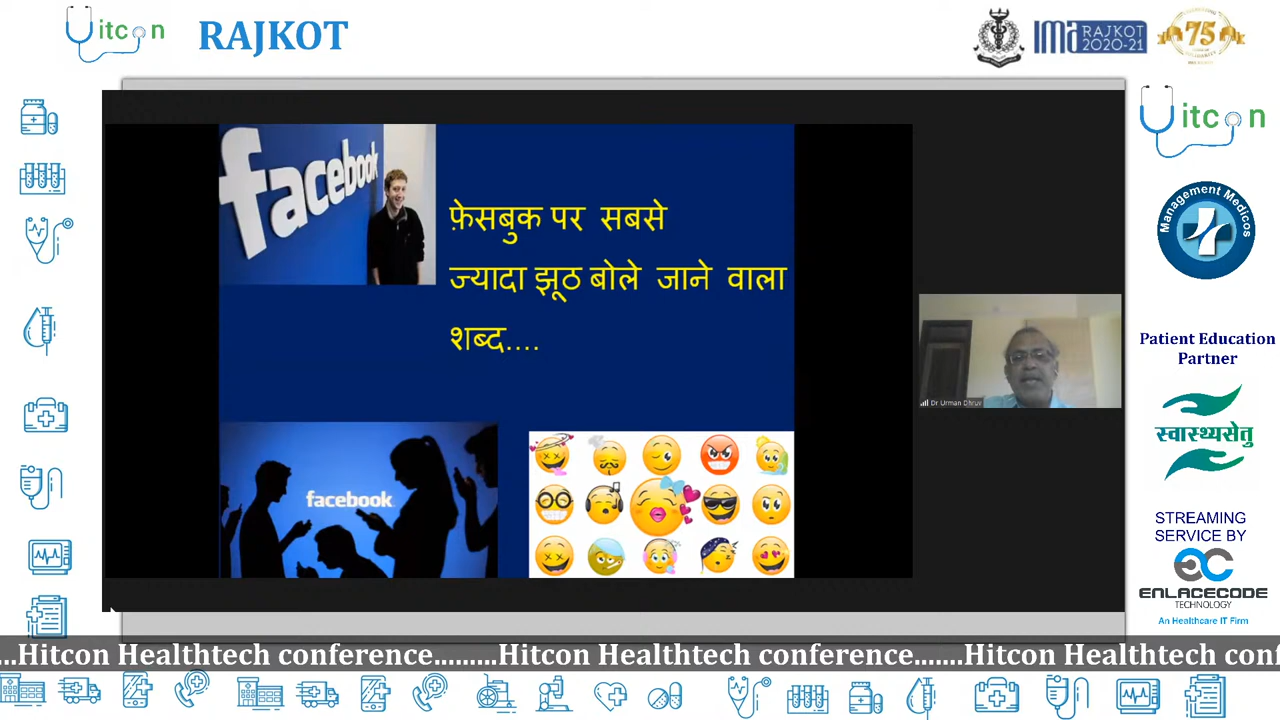 itcon
RAJKOT
ima RAJKOT 2020-21
75
facebook
फ़ेसबुक पर सबसे
ज्यादा झूठ बोले जाने वाला
शब्द....
facebook
Dr Urman Dhruv
itcon
Management Medicos
Patient Education
Partner
स्वास्थ्यसेतु
STREAMING
SERVICE BY
ENLACECODE
TECHNOLOGY
An Healthcare IT Firm
...Hitcon Healthtech conference.........Hitcon Healthtech conference.......Hitcon Healthtech conf